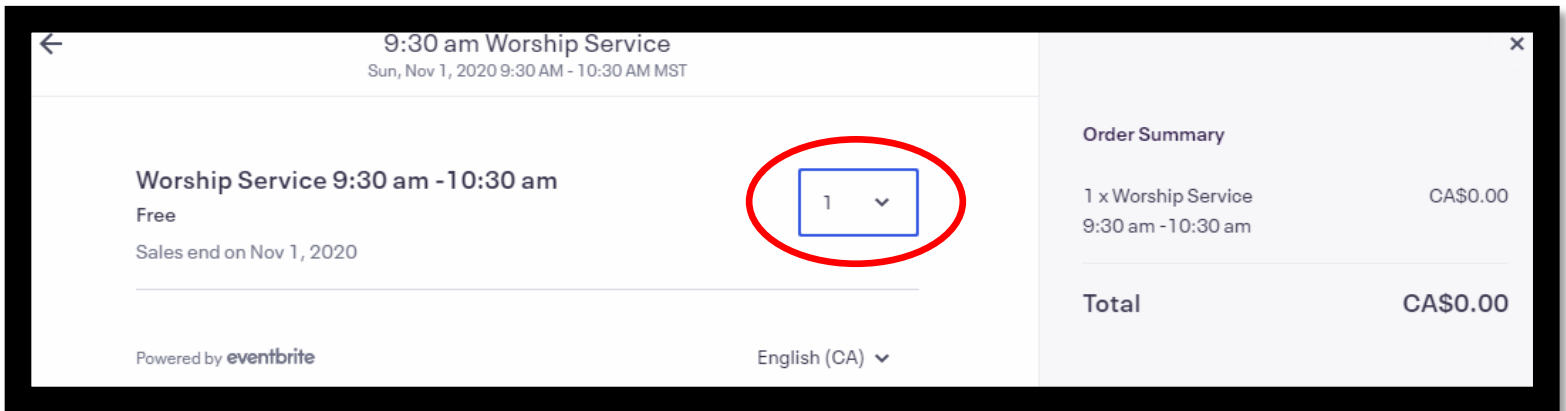 9:30 am Worship Service
Sun, Nov 1, 2020 9:30 AM - 10:30 AM MST
Worship Service 9:30 am -10:30 am
Free
Sales end on Nov 1, 2020
1
Powered by eventbrite
English (CA)
Order Summary
1 x Worship Service CA$0.00
9:30 am -10:30 am
Total CA$0.00